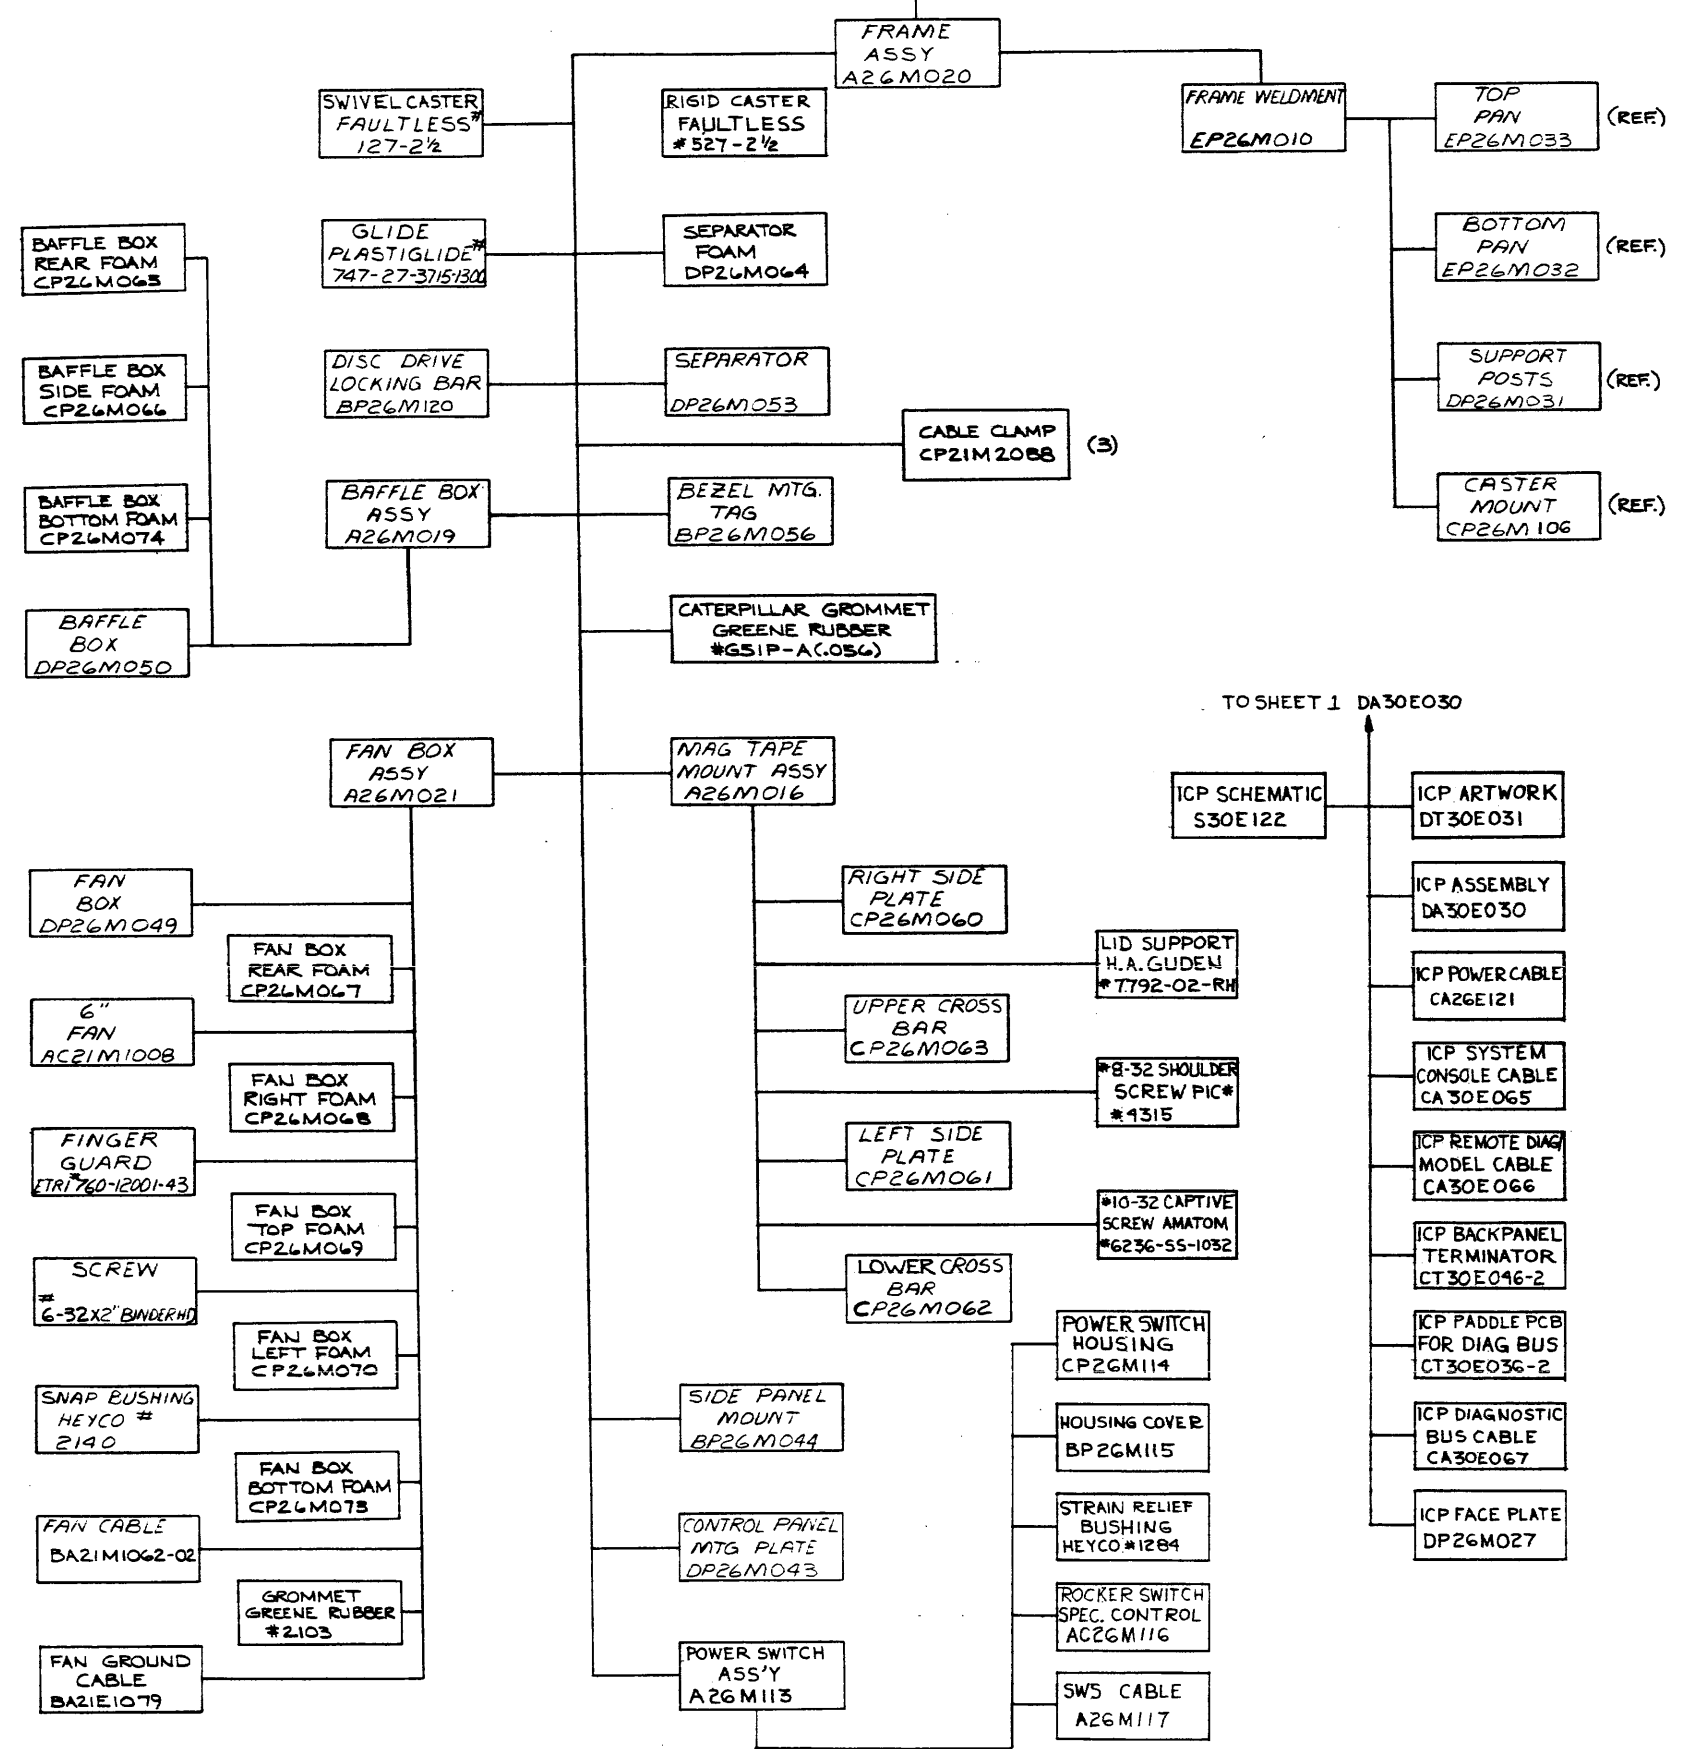 FRAME
ASSY
A26M020
SWIVEL CASTER
FAULTLESS #
127-2½
RIGID CASTER
FAULTLESS
#527-2½
FRAME WELDMENT
EP26M010
TOP
PAN
EP26M033
(REF.)
BAFFLE BOX
REAR FOAM
CP26M065
GLIDE
PLASTIGLIDE #
747-27-3715-1300
SEPARATOR
FOAM
DP26M064
BOTTOM
PAN
EP26M032
(REF.)
BAFFLE BOX
SIDE FOAM
CP26M066
DISC DRIVE
LOCKING BAR
BP26M120
SEPARATOR
DP26M053
SUPPORT
POSTS
DP26M031
(REF.)
CABLE CLAMP
CP21M2088
(3)
BAFFLE BOX
BOTTOM FOAM
CP26M074
BAFFLE BOX
ASSY
A26M019
BEZEL MTG.
TAG
BP26M056
CASTER
MOUNT
CP26M106
(REF.)
BAFFLE
BOX
DP26M050
CATERPILLAR GROMMET
GREENE RUBBER
#G51P-A(.056)
TO SHEET 1 DA30E030
FAN BOX
ASSY
A26M021
MAG TAPE
MOUNT ASSY
A26M016
ICP SCHEMATIC
S30E122
ICP ARTWORK
DT30E031
FAN
BOX
DP26M049
RIGHT SIDE
PLATE
CP26M060
ICP ASSEMBLY
DA30E030
FAN BOX
REAR FOAM
CP26M067
LID SUPPORT
H.A. GUDEN
#7792-02-RH
ICP POWER CABLE
CA26E121
6"
FAN
AC21M1008
UPPER CROSS
BAR
CP26M063
ICP SYSTEM
CONSOLE CABLE
CA30E065
FAN BOX
RIGHT FOAM
CP26M068
#8-32 SHOULDER
SCREW PIC#
#4315
FINGER
GUARD
ETRI #760-12001-43
LEFT SIDE
PLATE
CP26M061
ICP REMOTE DIAG/
MODEL CABLE
CA30E066
FAN BOX
TOP FOAM
CP26M069
#10-32 CAPTIVE
SCREW AMATOM
#6236-SS-1032
ICP BACKPANEL
TERMINATOR
CT30E046-2
SCREW
#
6-32X2" BINDERHD
LOWER CROSS
BAR
CP26M062
FAN BOX
LEFT FOAM
CP26M070
POWER SWITCH
HOUSING
CP26M114
ICP PADDLE PCB
FOR DIAG BUS
CT30E036-2
SNAP BUSHING
HEYCO #
2140
SIDE PANEL
MOUNT
BP26M044
HOUSING COVER
BP26M115
ICP DIAGNOSTIC
BUS CABLE
CA30E067
FAN BOX
BOTTOM FOAM
CP26M073
FAN CABLE
BA21M1062-02
CONTROL PANEL
MTG PLATE
DP26M043
STRAIN RELIEF
BUSHING
HEYCO #1284
ICP FACE PLATE
DP26M027
GROMMET
GREENE RUBBER
#2103
ROCKER SWITCH
SPEC. CONTROL
AC26M116
FAN GROUND
CABLE
BA21E1079
POWER SWITCH
ASS'Y
A26M113
SWS CABLE
A26M117